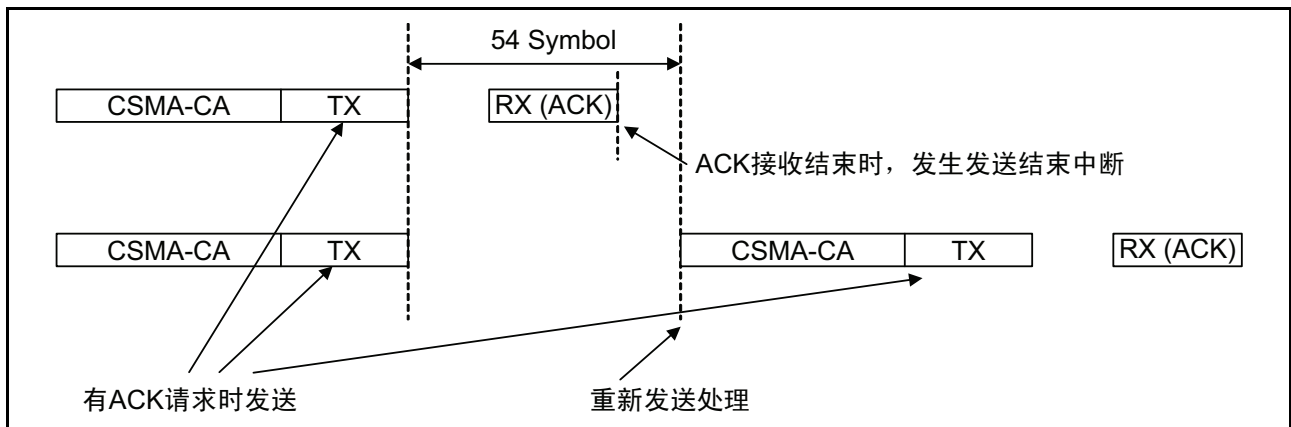 54 Symbol
CSMA-CA TX RX (ACK)
ACK接收结束时，发生发送结束中断
CSMA-CA TX CSMA-CA TX RX (ACK)
有ACK请求时发送 重新发送处理